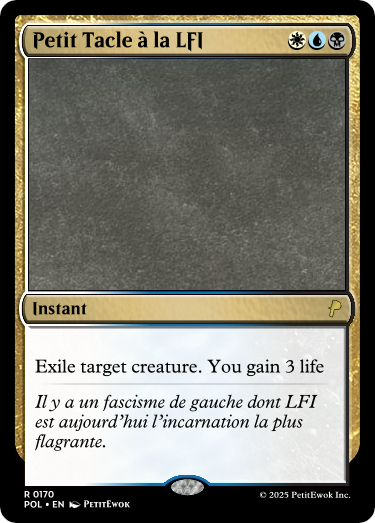 Petit Tacle à la LFI
Instant
Exile target creature. You gain 3 life
Il y a un fascisme de gauche dont LFI
est aujourd'hui l'incarnation la plus
flagrante.
R 0170
POL • EN PetitEwok
© 2025 PetitEwok Inc.